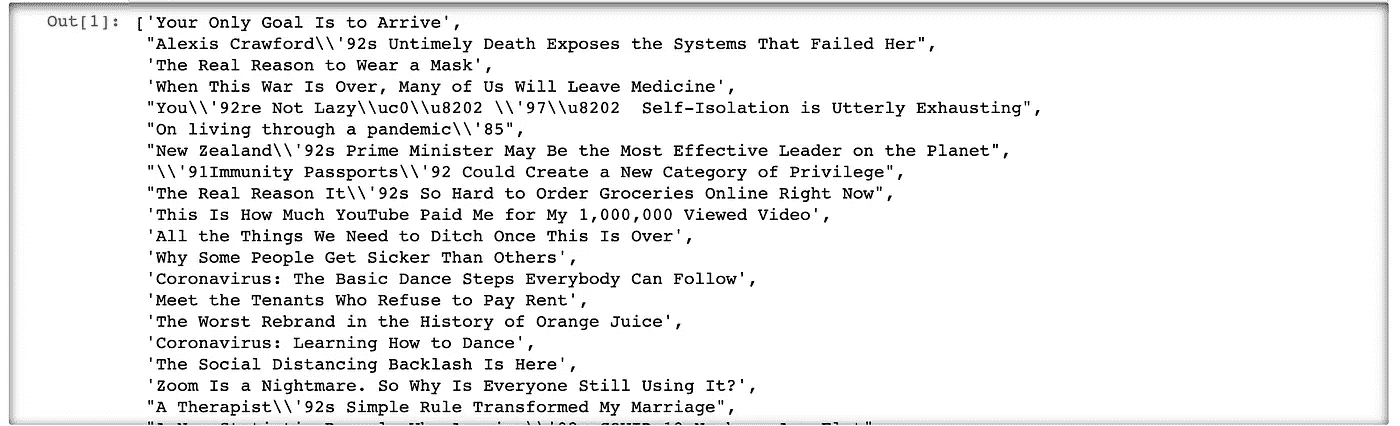 Out[1]: ['Your Only Goal Is to Arrive',
"Alexis Crawford\\'92s Untimely Death Exposes the Systems That Failed Her",
'The Real Reason to Wear a Mask',
'When This War Is Over, Many of Us Will Leave Medicine',
"You\\'92re Not Lazy\\uc0\\u8202 \\'97\\u8202  Self-Isolation is Utterly Exhausting",
"On living through a pandemic\\'85",
"New Zealand\\'92s Prime Minister May Be the Most Effective Leader on the Planet",
"\\'91Immunity Passports\\'92 Could Create a New Category of Privilege",
"The Real Reason It\\'92s So Hard to Order Groceries Online Right Now",
'This Is How Much YouTube Paid Me for My 1,000,000 Viewed Video',
'All the Things We Need to Ditch Once This Is Over',
'Why Some People Get Sicker Than Others',
'Coronavirus: The Basic Dance Steps Everybody Can Follow',
'Meet the Tenants Who Refuse to Pay Rent',
'The Worst Rebrand in the History of Orange Juice',
'Coronavirus: Learning How to Dance',
'The Social Distancing Backlash Is Here',
'Zoom Is a Nightmare. So Why Is Everyone Still Using It?',
"A Therapist\\'92s Simple Rule Transformed My Marriage",